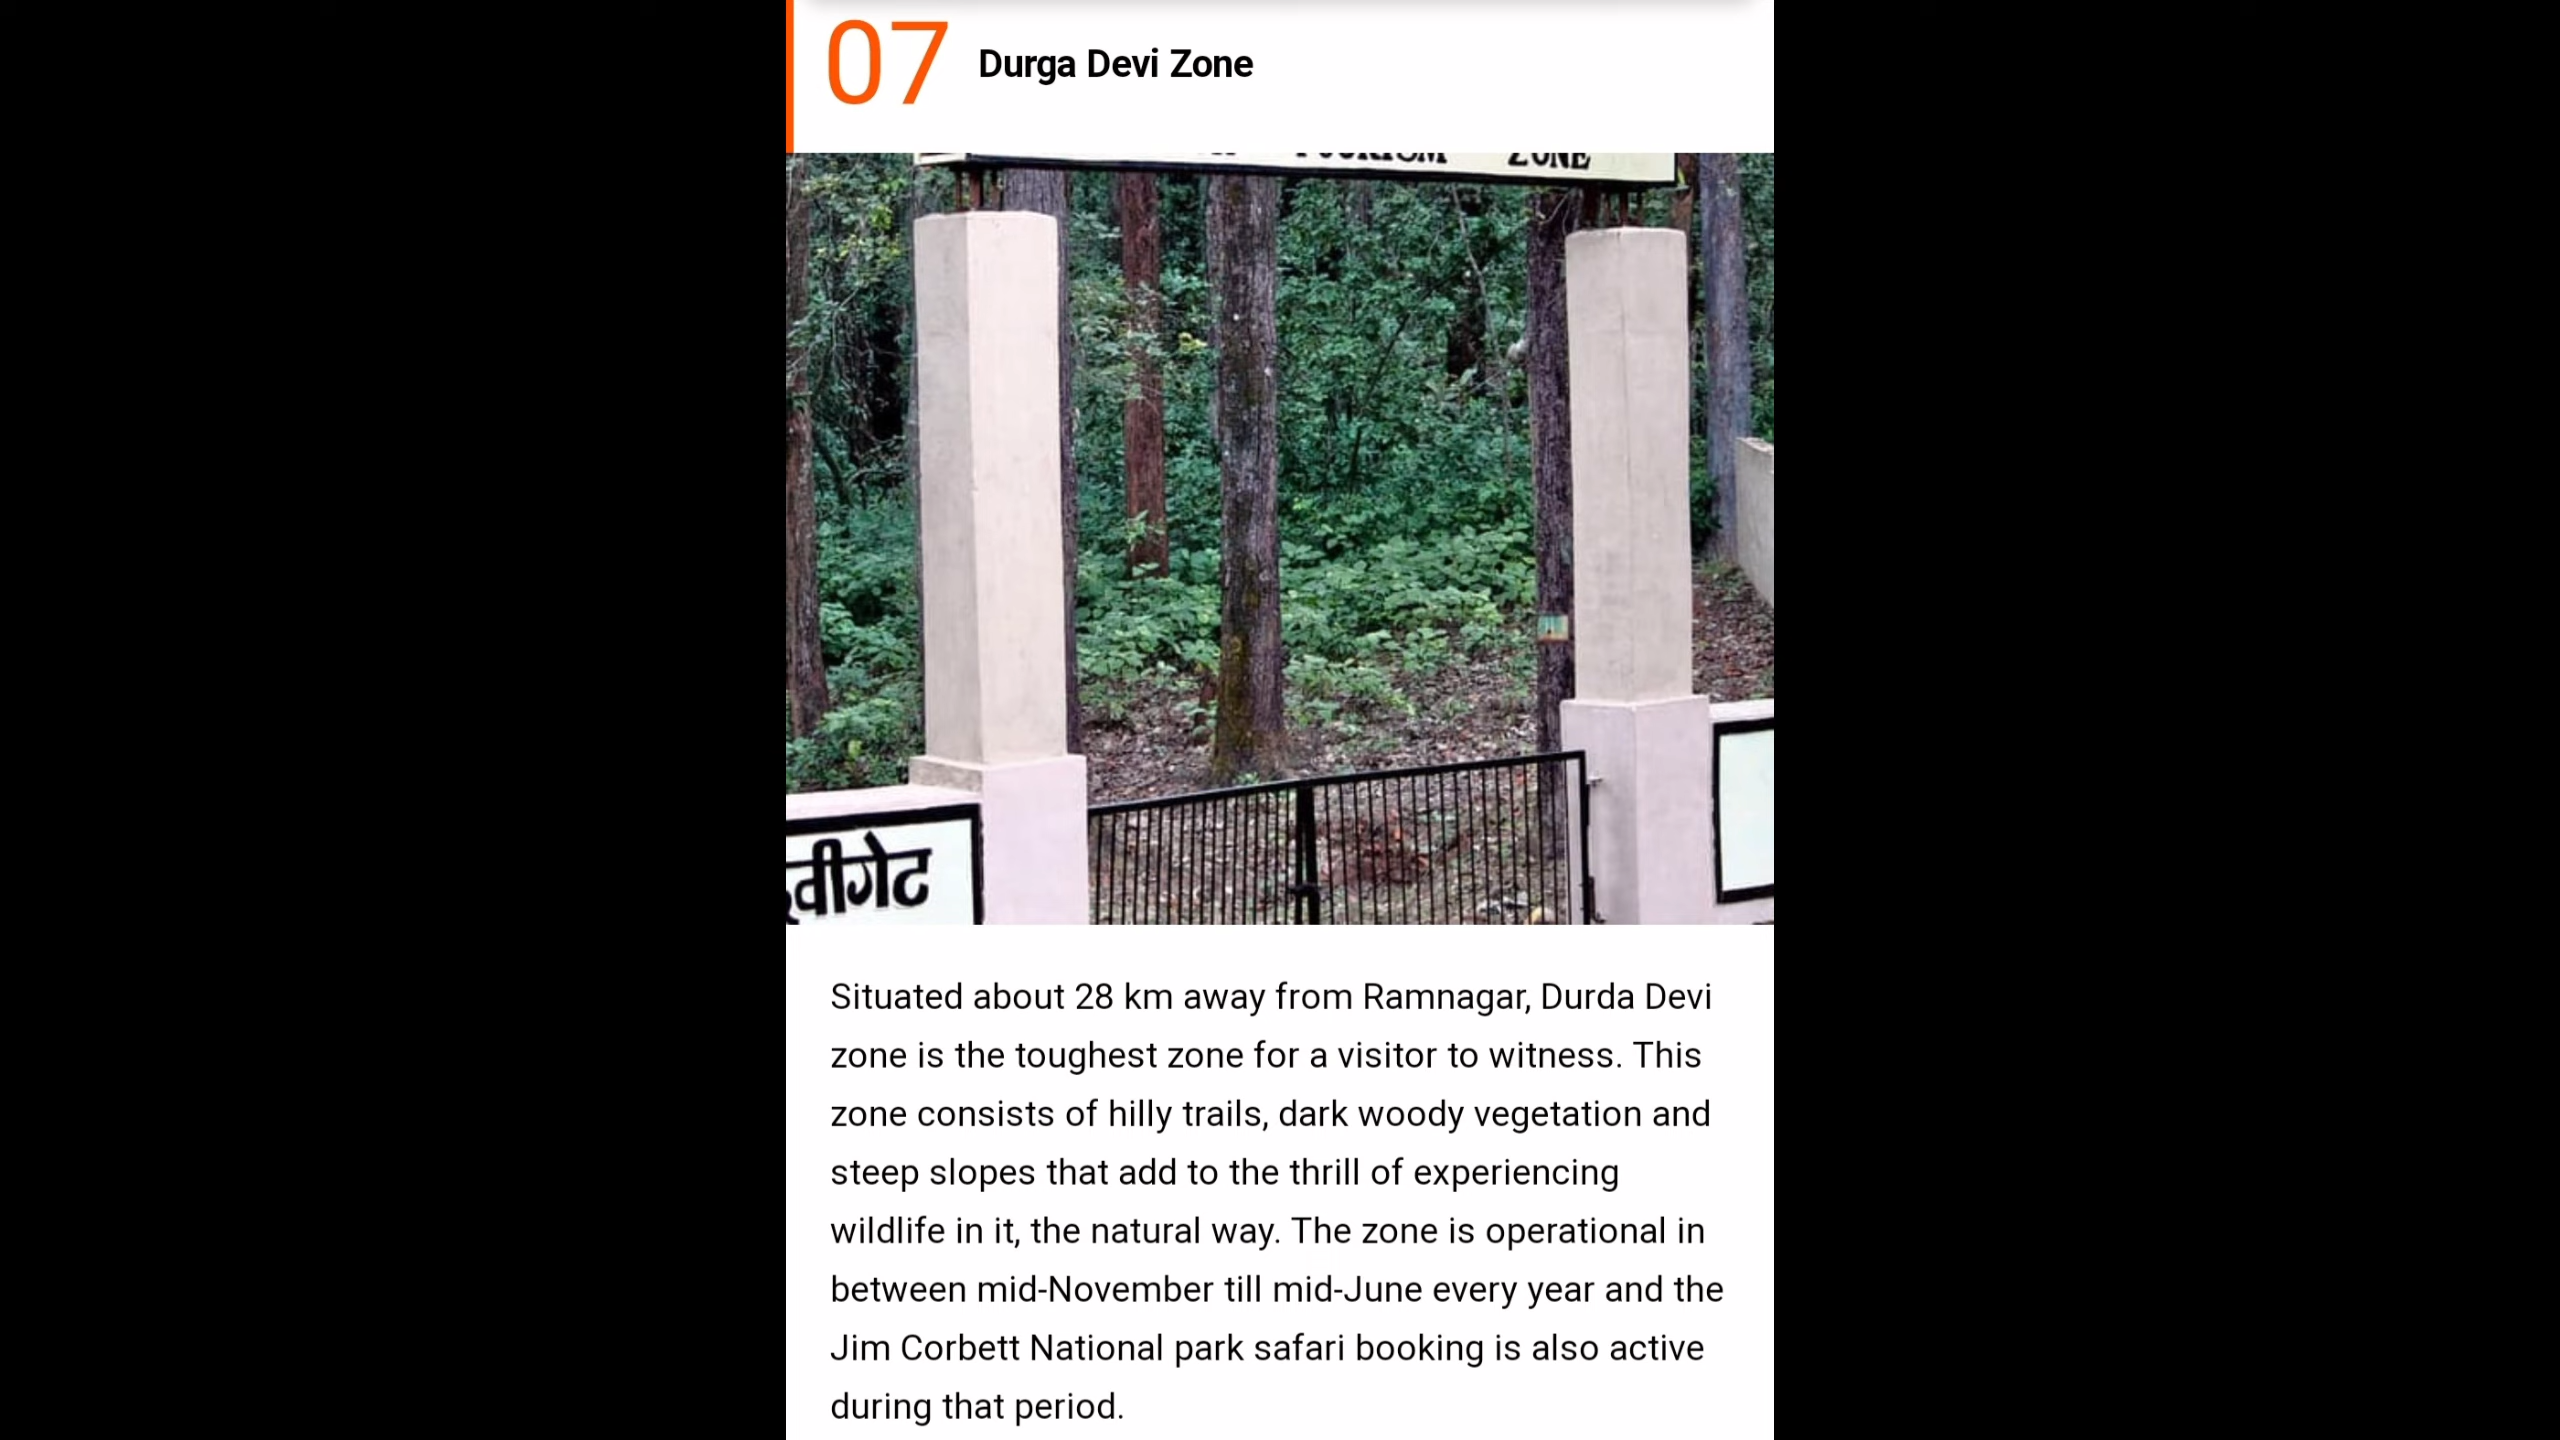 07 Durga Devi Zone
TOURISM ZONE
वीगेट
Situated about 28 km away from Ramnagar, Durda Devi
zone is the toughest zone for a visitor to witness. This
zone consists of hilly trails, dark woody vegetation and
steep slopes that add to the thrill of experiencing
wildlife in it, the natural way. The zone is operational in
between mid-November till mid-June every year and the
Jim Corbett National park safari booking is also active
during that period.